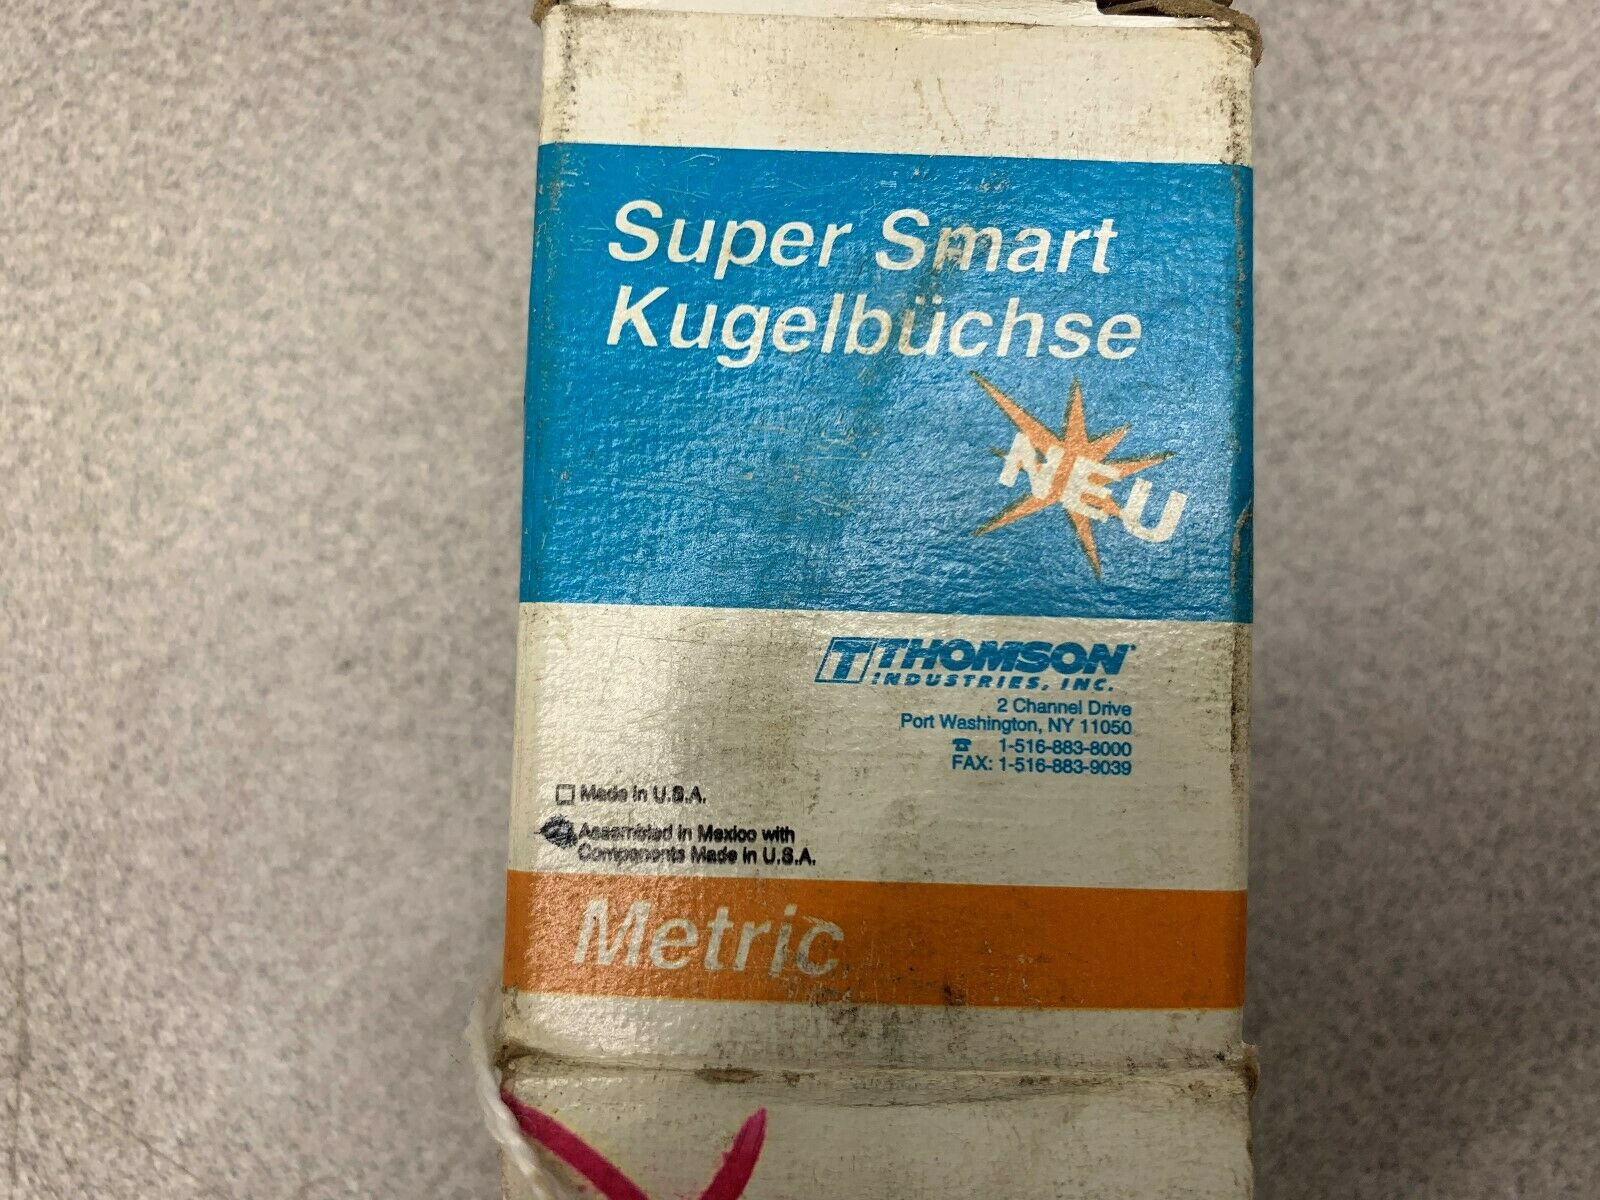 Super Smart
Kugelbüchse
NEU
T THOMSON
INDUSTRIES, INC.
2 Channel Drive
Port Washington, NY 11050
☎ 1-516-883-8000
FAX: 1-516-883-9039
Made in U.S.A.
Assembled in Mexico with
Components Made in U.S.A.
Metric